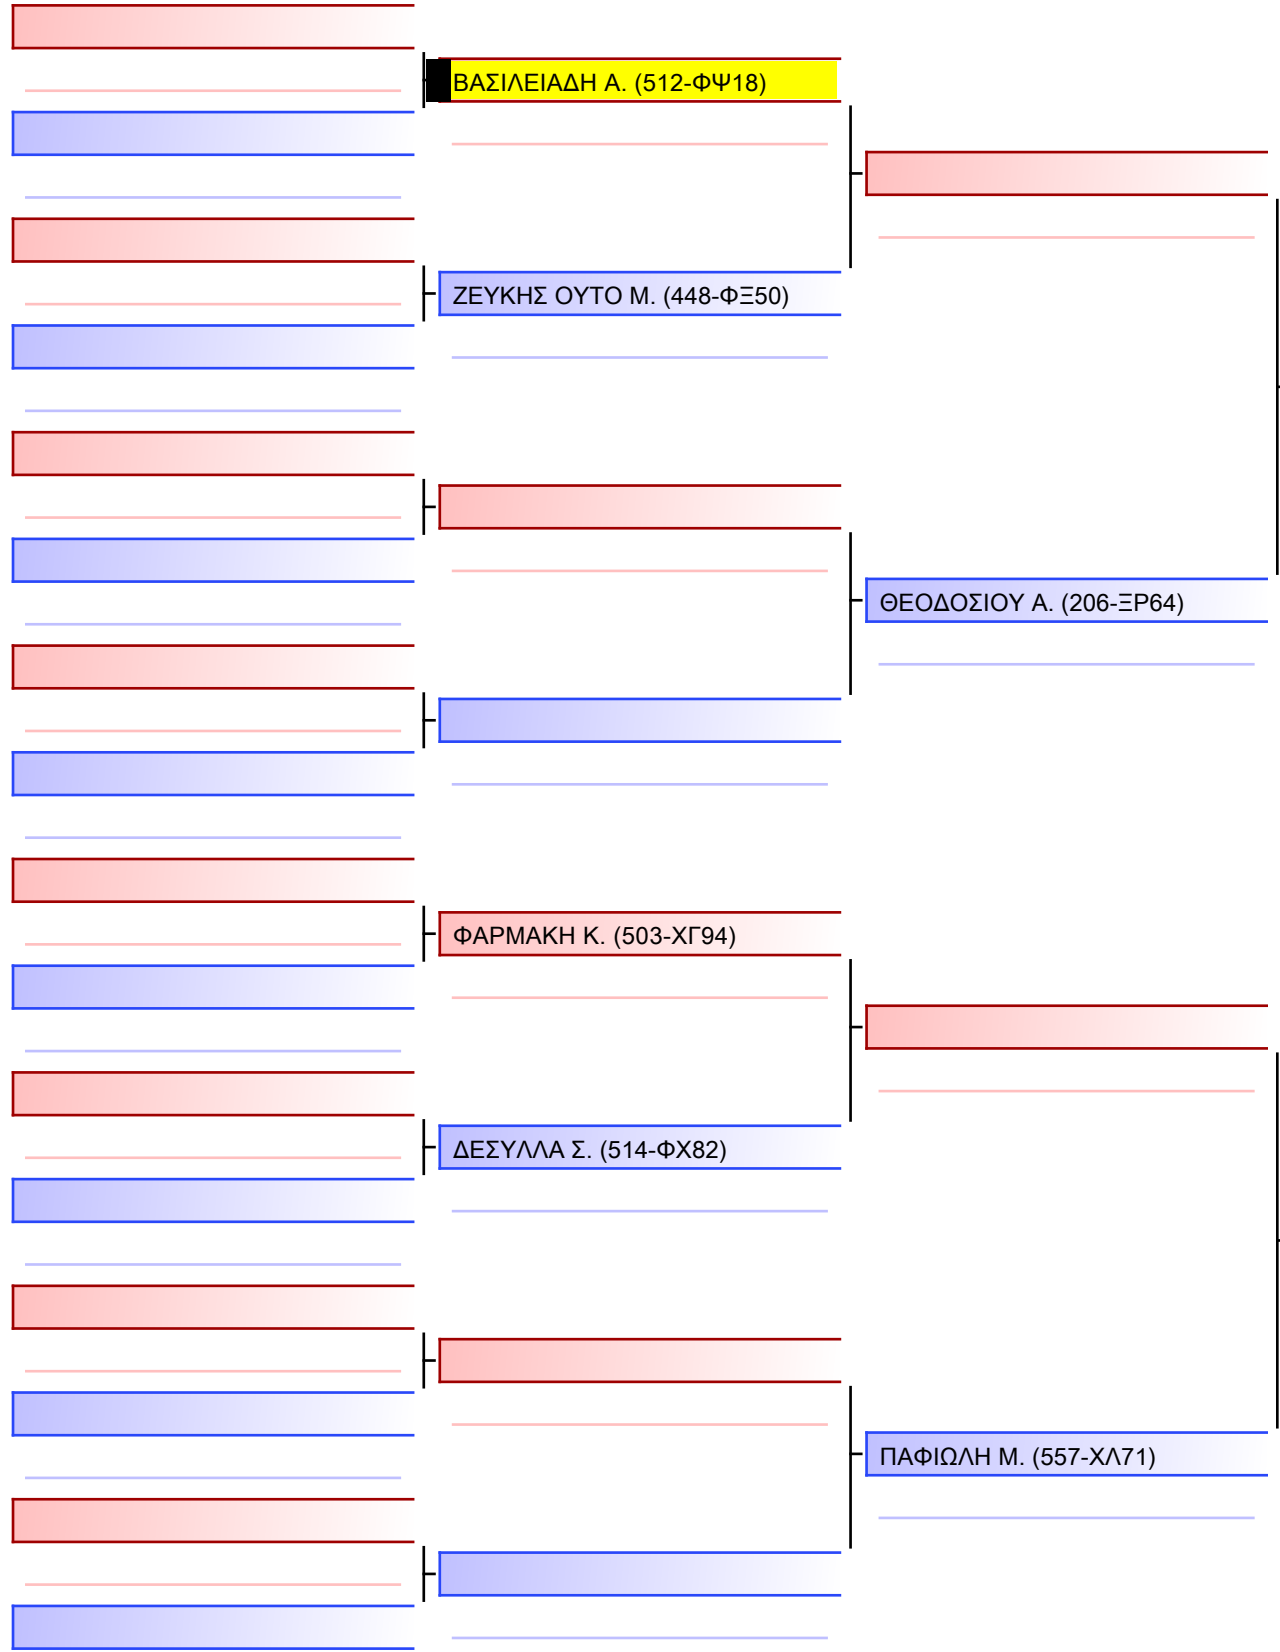 ΒΑΣΙΛΕΙΑΔΗ Α. (512-ΦΨ18)
ΖΕΥΚΗΣ ΟΥΤΟ Μ. (448-ΦΞ50)
ΘΕΟΔΟΣΙΟΥ Α. (206-ΞΡ64)
ΦΑΡΜΑΚΗ Κ. (503-ΧΓ94)
ΔΕΣΥΛΛΑ Σ. (514-ΦΧ82)
ΠΑΦΙΩΛΗ Μ. (557-ΧΛ71)